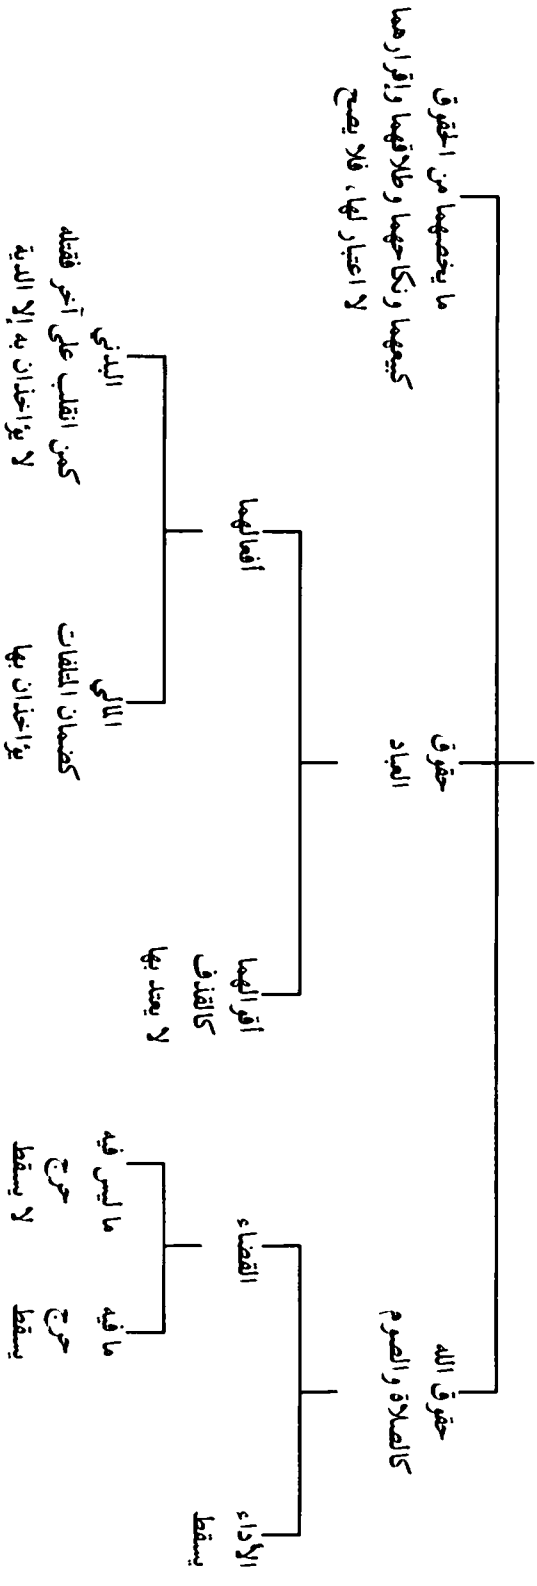 حقوق الله
كالصلاة والصوم
الأداء
يسقط
القضاء
ما فيه
حرج
يسقط
ما ليس فيه
حرج
لا يسقط
حقوق
العباد
أقوالهما
كالقذف
لا يعتد بها
أفعالهما
المالي
كضمان المتلفات
يؤاخذان بها
البدني
كمن انقلب على آخر فقتله
لا يؤاخذان به إلا الدية
ما يخصهما من الحقوق
كبيعهما ونكاحهما وطلاقهما وإقرارهما
لا اعتبار لها، فلا يصح